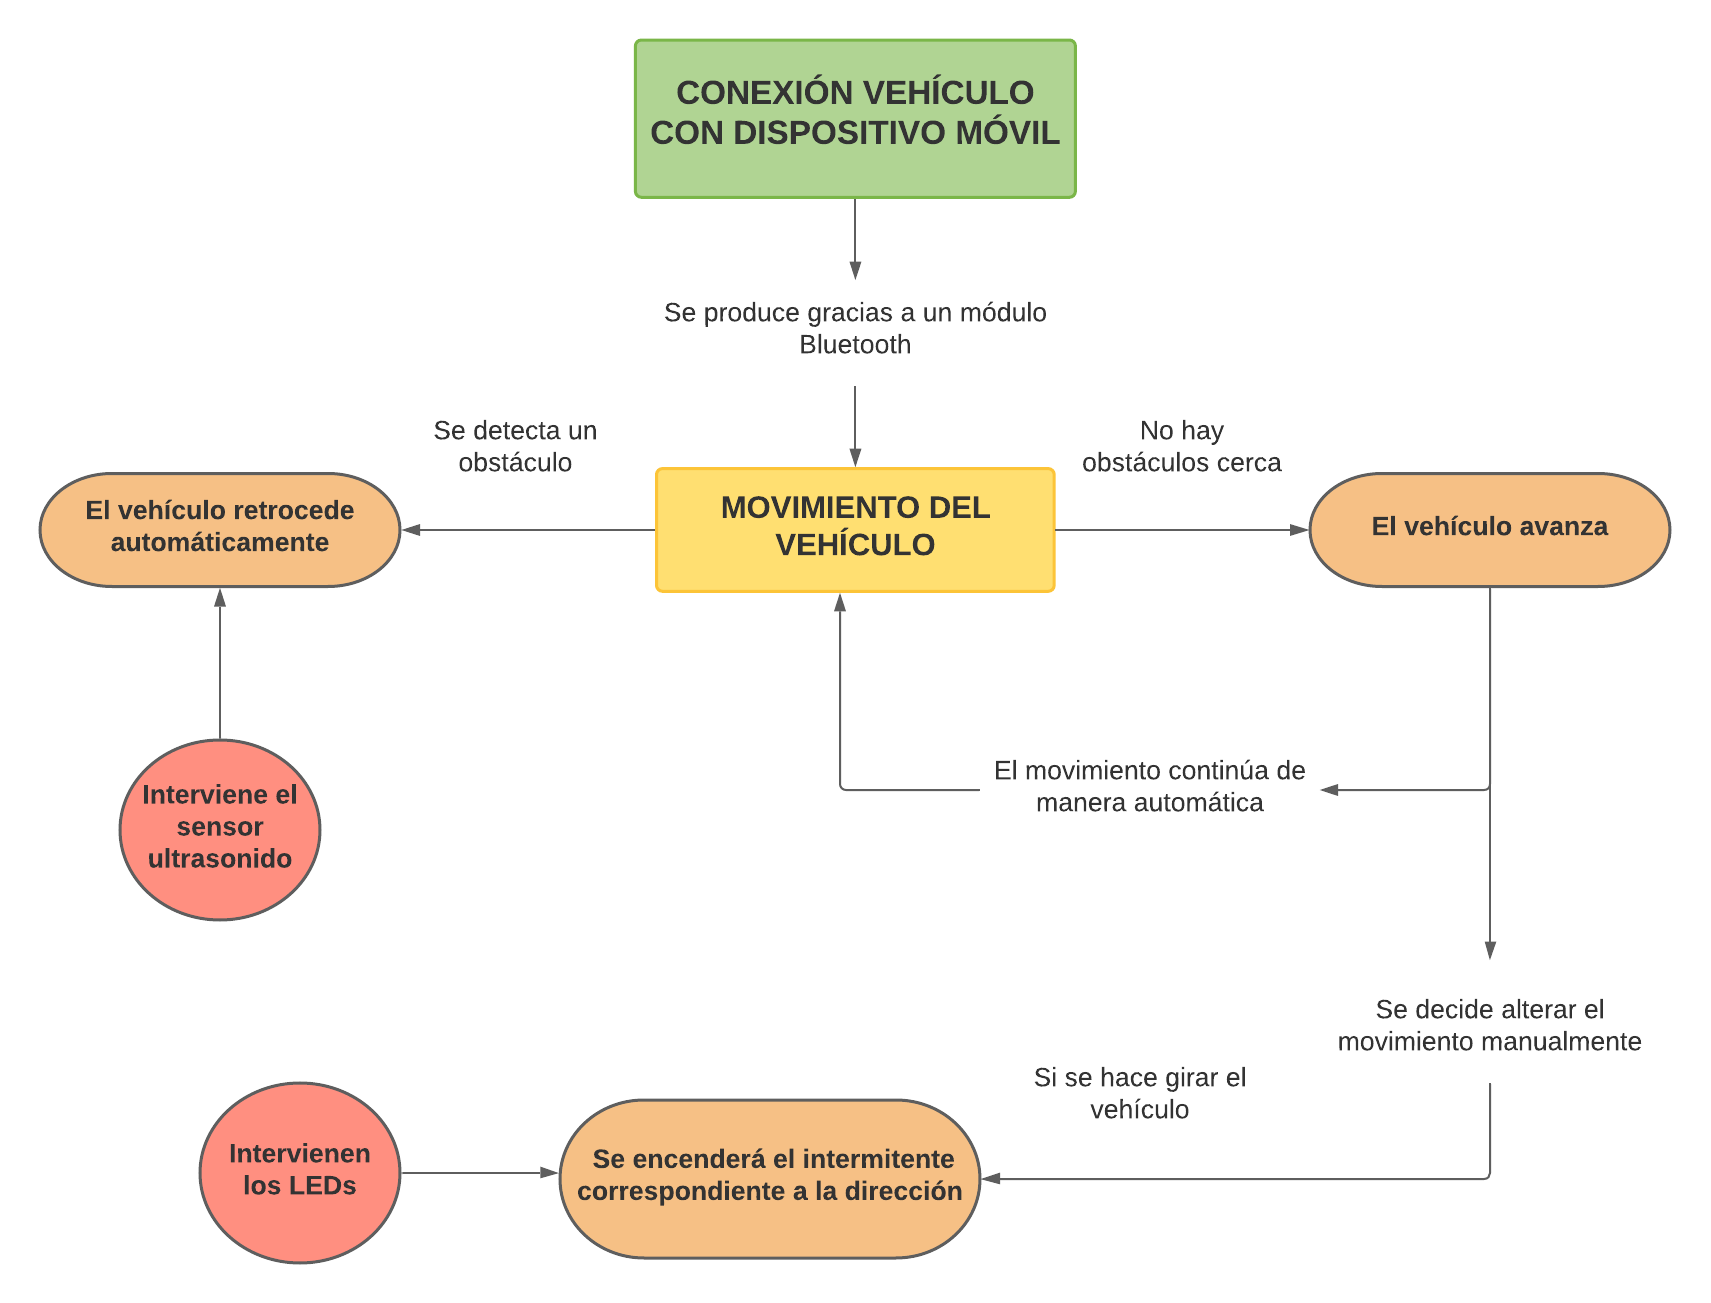 CONEXIÓN VEHÍCULO
CON DISPOSITIVO MÓVIL
Se produce gracias a un módulo
Bluetooth
Se detecta un
obstáculo
No hay
obstáculos cerca
El vehículo retrocede
automáticamente
MOVIMIENTO DEL
VEHÍCULO
El vehículo avanza
Interviene el
sensor
ultrasonido
El movimiento continúa de
manera automática
Se decide alterar el
movimiento manualmente
Si se hace girar el
vehículo
Intervienen
los LEDs
Se encenderá el intermitente
correspondiente a la dirección